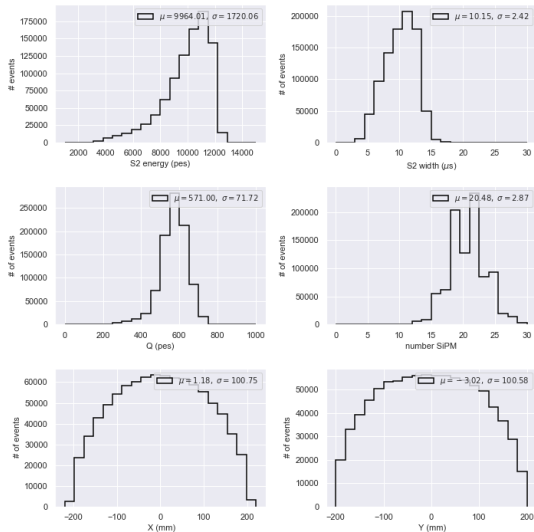 175000
150000
125000
100000
75000
50000
25000
0
# of events
μ = 9964.01, σ = 1720.06
2000 4000 6000 8000 10000 12000 14000
S2 energy (pes)
200000
150000
100000
50000
0
# of events
μ = 10.15, σ = 2.42
0 5 10 15 20 25 30
S2 width (μs)
250000
200000
150000
100000
50000
0
# of events
μ = 571.00, σ = 71.72
0 200 400 600 800 1000
Q (pes)
200000
150000
100000
50000
0
# of events
μ = 20.48, σ = 2.87
0 5 10 15 20 25 30
number SiPM
60000
50000
40000
30000
20000
10000
0
# of events
μ = 1.18, σ = 100.75
−200 −100 0 100 200
X (mm)
50000
40000
30000
20000
10000
0
# of events
μ = −3.02, σ = 100.58
−200 −100 0 100 200
Y (mm)